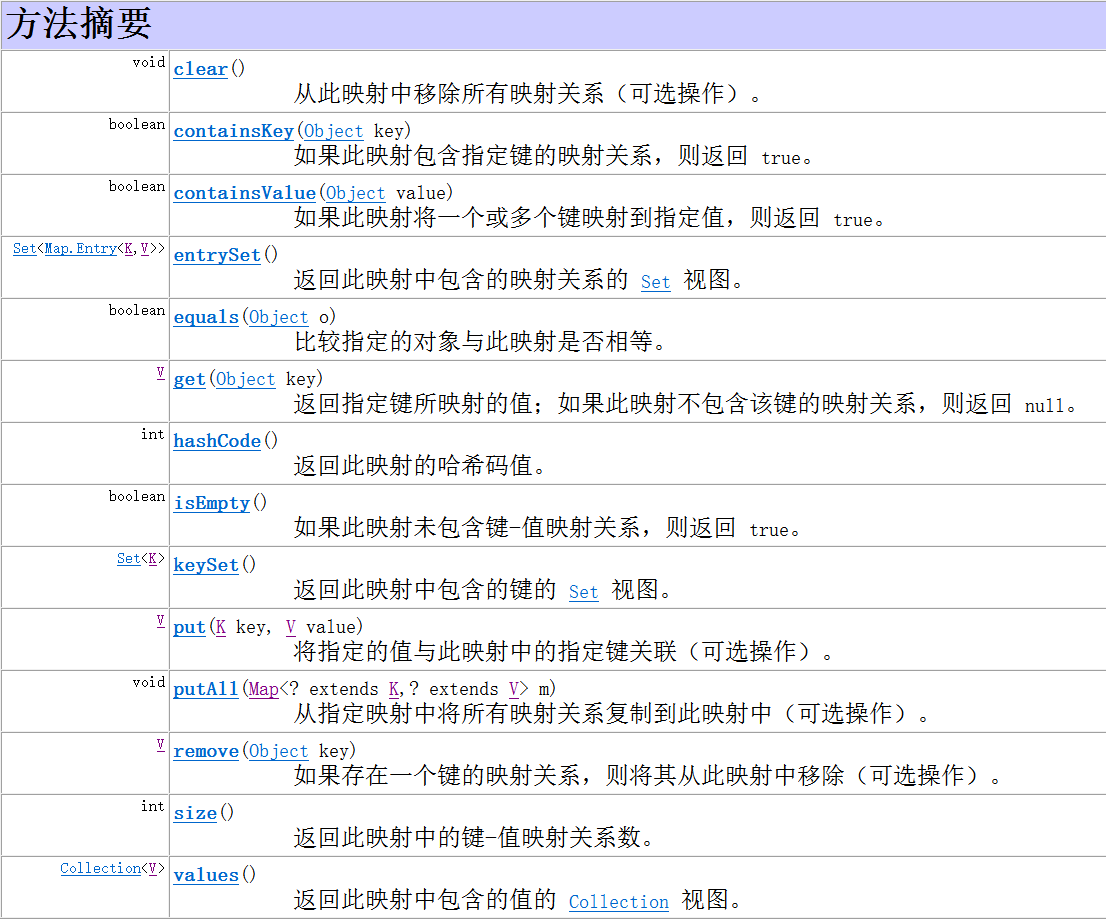 方法摘要
void
clear()
从此映射中移除所有映射关系（可选操作）。
boolean
containsKey(Object key)
如果此映射包含指定键的映射关系，则返回 true。
boolean
containsValue(Object value)
如果此映射将一个或多个键映射到指定值，则返回 true。
Set<Map.Entry<K,V>>
entrySet()
返回此映射中包含的映射关系的 Set 视图。
boolean
equals(Object o)
比较指定的对象与此映射是否相等。
V
get(Object key)
返回指定键所映射的值；如果此映射不包含该键的映射关系，则返回 null。
int
hashCode()
返回此映射的哈希码值。
boolean
isEmpty()
如果此映射未包含键-值映射关系，则返回 true。
Set<K>
keySet()
返回此映射中包含的键的 Set 视图。
V
put(K key, V value)
将指定的值与此映射中的指定键关联（可选操作）。
void
putAll(Map<? extends K,? extends V> m)
从指定映射中将所有映射关系复制到此映射中（可选操作）。
V
remove(Object key)
如果存在一个键的映射关系，则将其从此映射中移除（可选操作）。
int
size()
返回此映射中的键-值映射关系数。
Collection<V>
values()
返回此映射中包含的值的 Collection 视图。